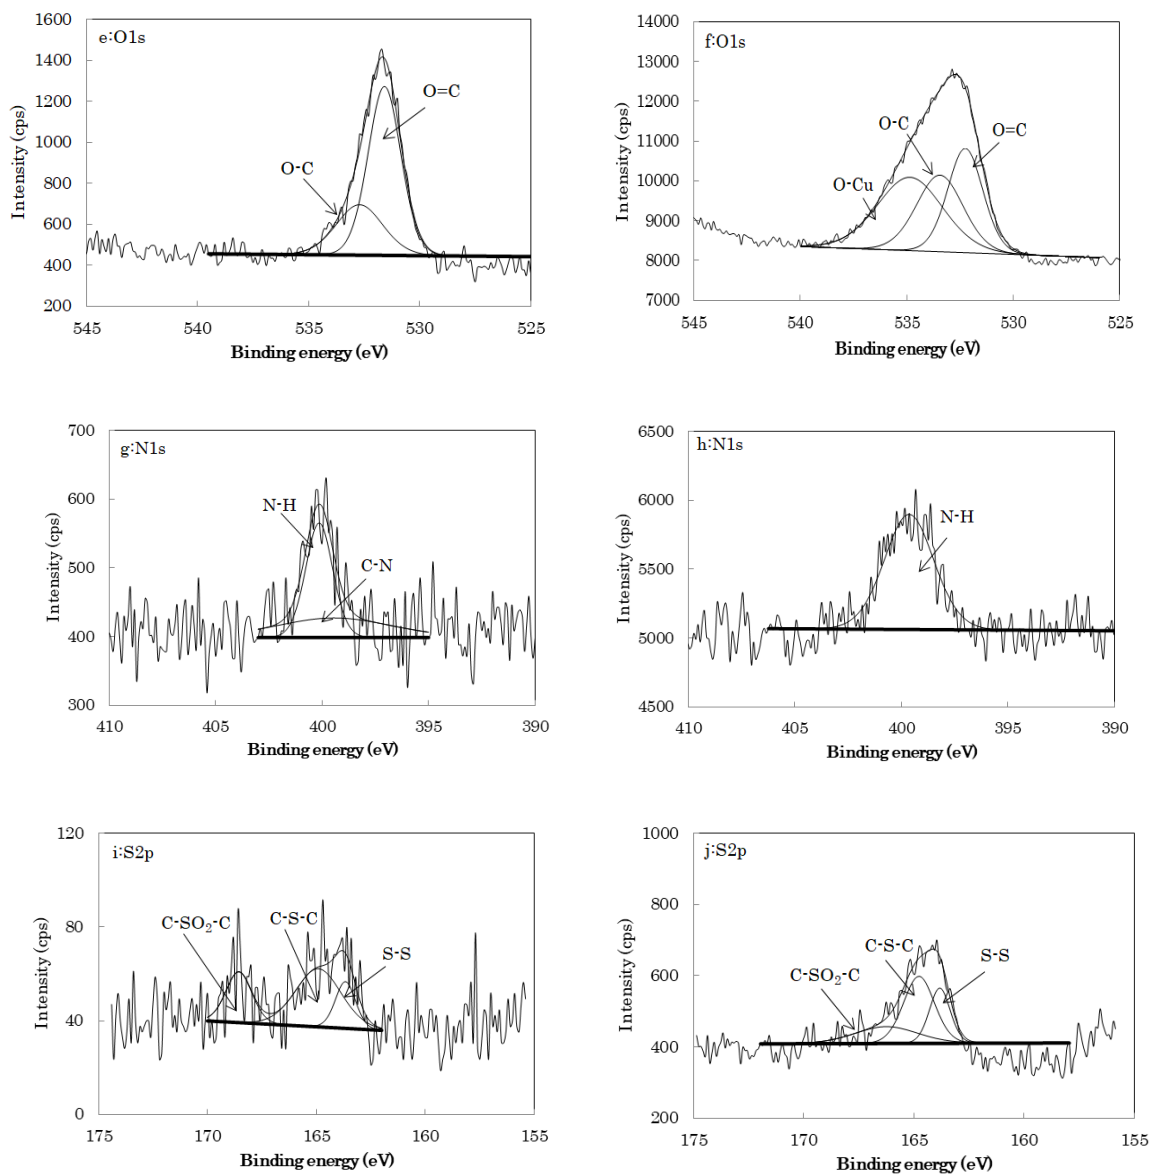 e:O1s
1600
1400
1200
1000
800
600
400
200
Intensity (cps)
O=C
O-C
545
540
535
530
525
Binding energy (eV)
f:O1s
14000
13000
12000
11000
10000
9000
8000
7000
Intensity (cps)
O-C
O=C
O-Cu
545
540
535
530
525
Binding energy (eV)
g:N1s
700
600
500
400
300
Intensity (cps)
N-H
C-N
410
405
400
395
390
Binding energy (eV)
h:N1s
6500
6000
5500
5000
4500
Intensity (cps)
N-H
410
405
400
395
390
Binding energy (eV)
i:S2p
120
80
40
0
Intensity (cps)
C-SO₂-C
C-S-C
S-S
175
170
165
160
155
Binding energy (eV)
j:S2p
1000
800
600
400
200
Intensity (cps)
C-S-C
S-S
C-SO₂-C
175
170
165
160
155
Binding energy (eV)